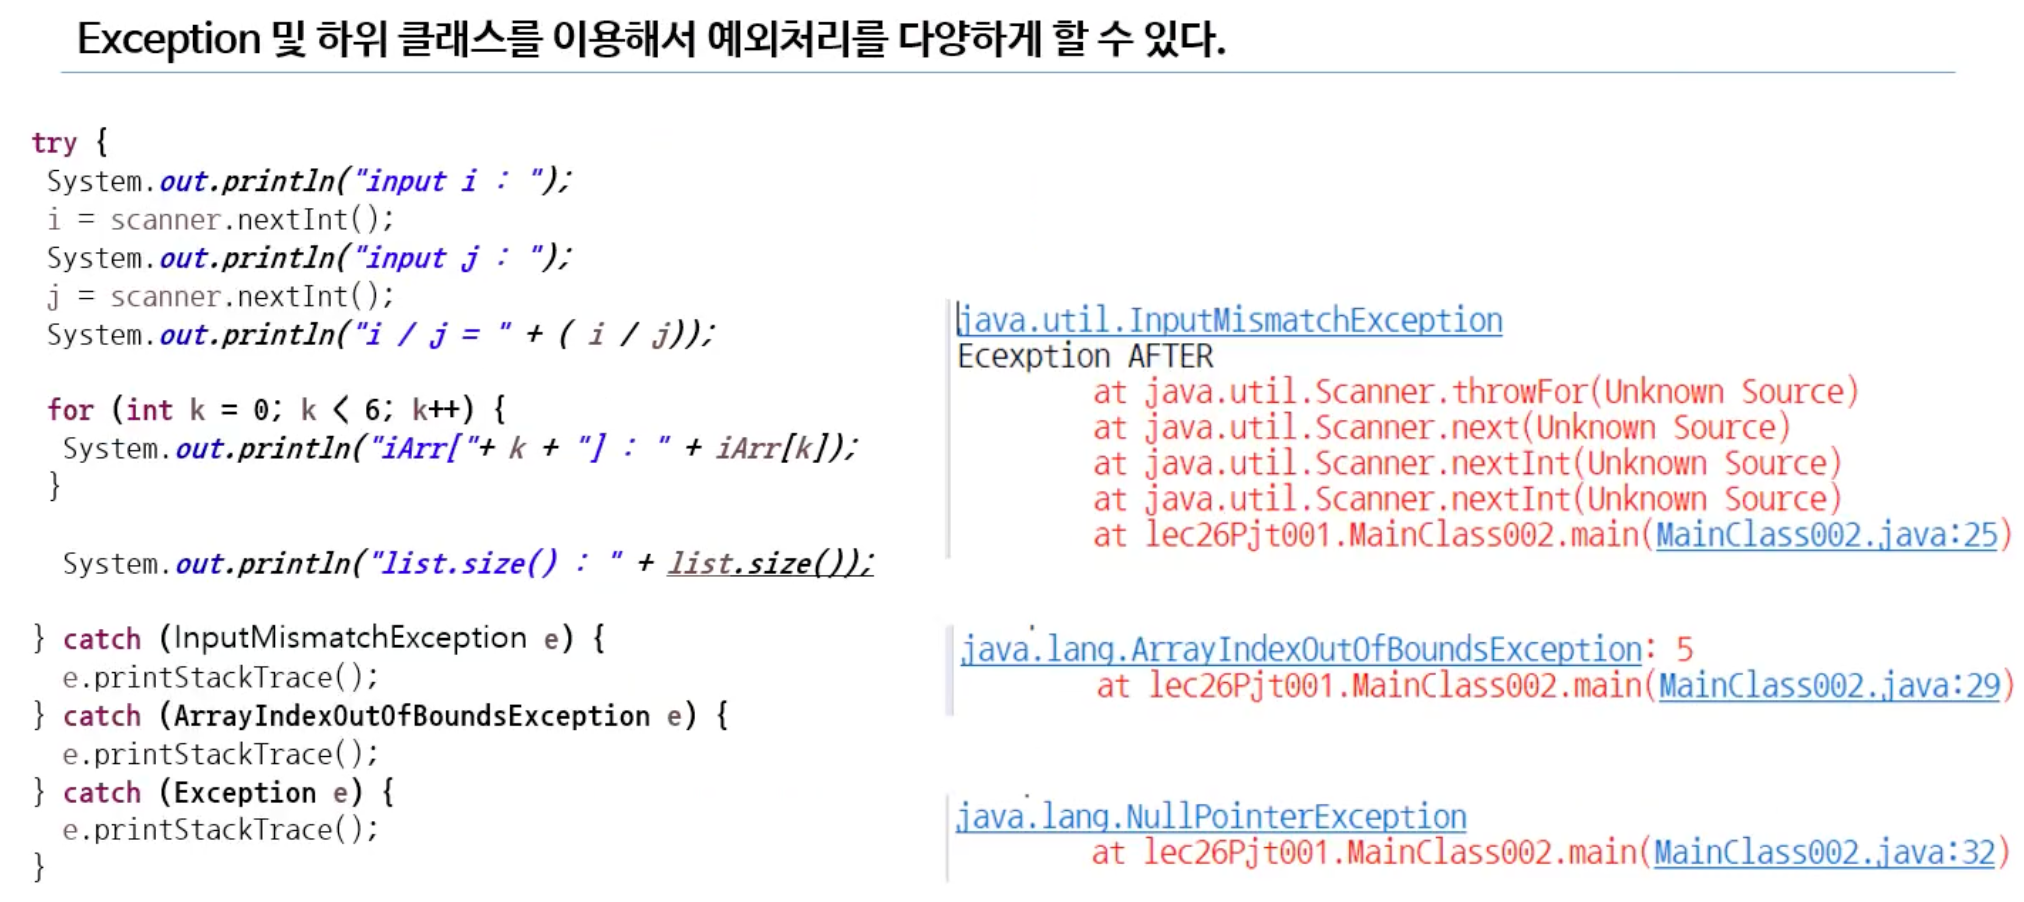 Exception 및 하위 클래스를 이용해서 예외처리를 다양하게 할 수 있다.
try {
System.out.println("input i : ");
i = scanner.nextInt();
System.out.println("input j : ");
j = scanner.nextInt();
System.out.println("i / j = " + ( i / j));
for (int k = 0; k < 6; k++) {
System.out.println("iArr["+ k + "] : " + iArr[k]);
}
System.out.println("list.size() : " + list.size());
} catch (InputMismatchException e) {
e.printStackTrace();
} catch (ArrayIndexOutOfBoundsException e) {
e.printStackTrace();
} catch (Exception e) {
e.printStackTrace();
}
java.util.InputMismatchException
Ecexption AFTER
at java.util.Scanner.throwFor(Unknown Source)
at java.util.Scanner.next(Unknown Source)
at java.util.Scanner.nextInt(Unknown Source)
at java.util.Scanner.nextInt(Unknown Source)
at lec26Pjt001.MainClass002.main(MainClass002.java:25)
java.lang.ArrayIndexOutOfBoundsException: 5
at lec26Pjt001.MainClass002.main(MainClass002.java:29)
java.lang.NullPointerException
at lec26Pjt001.MainClass002.main(MainClass002.java:32)